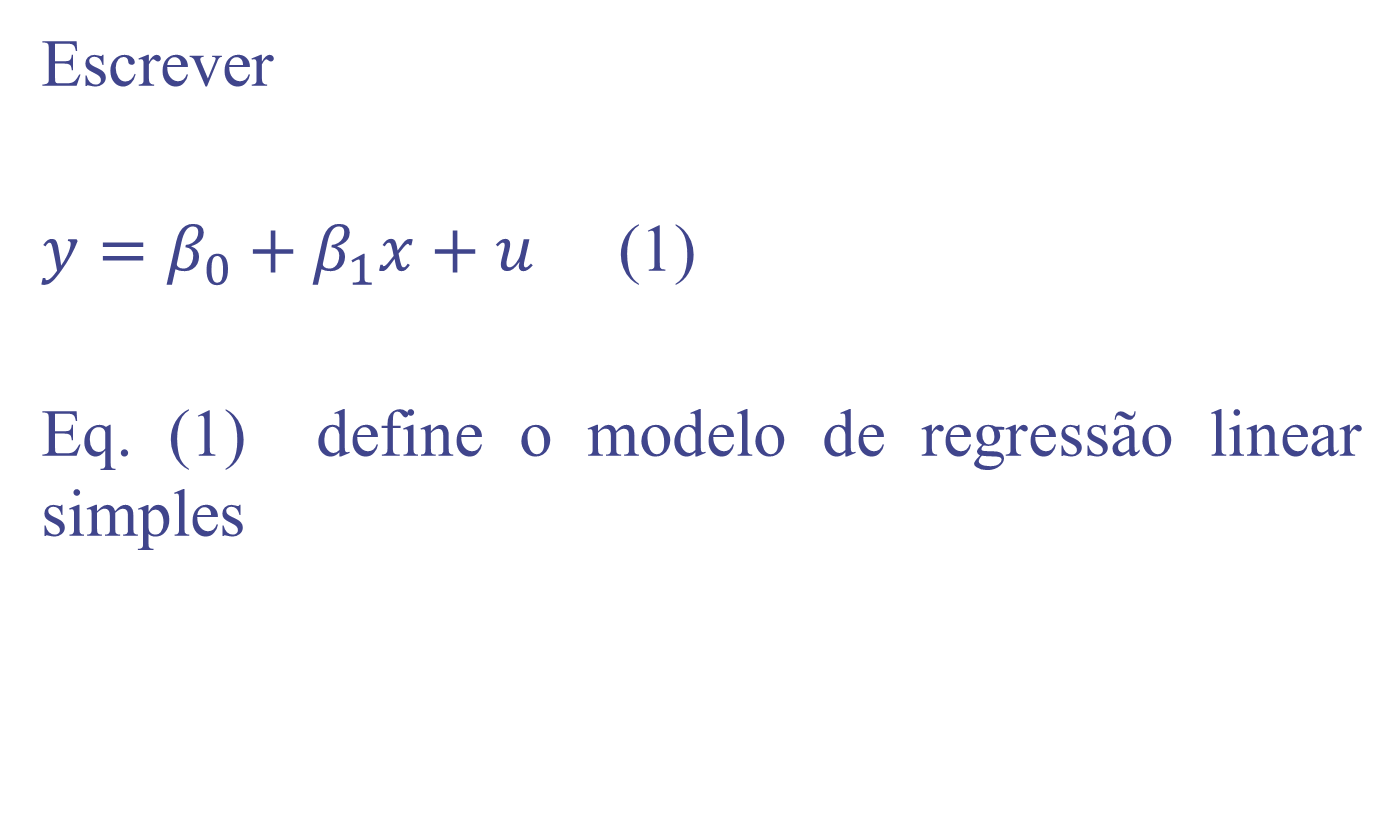 Escrever
𝑦 = 𝛽₀ + 𝛽₁𝑥 + 𝑢 (1)
Eq. (1) define o modelo de regressão linear
simples